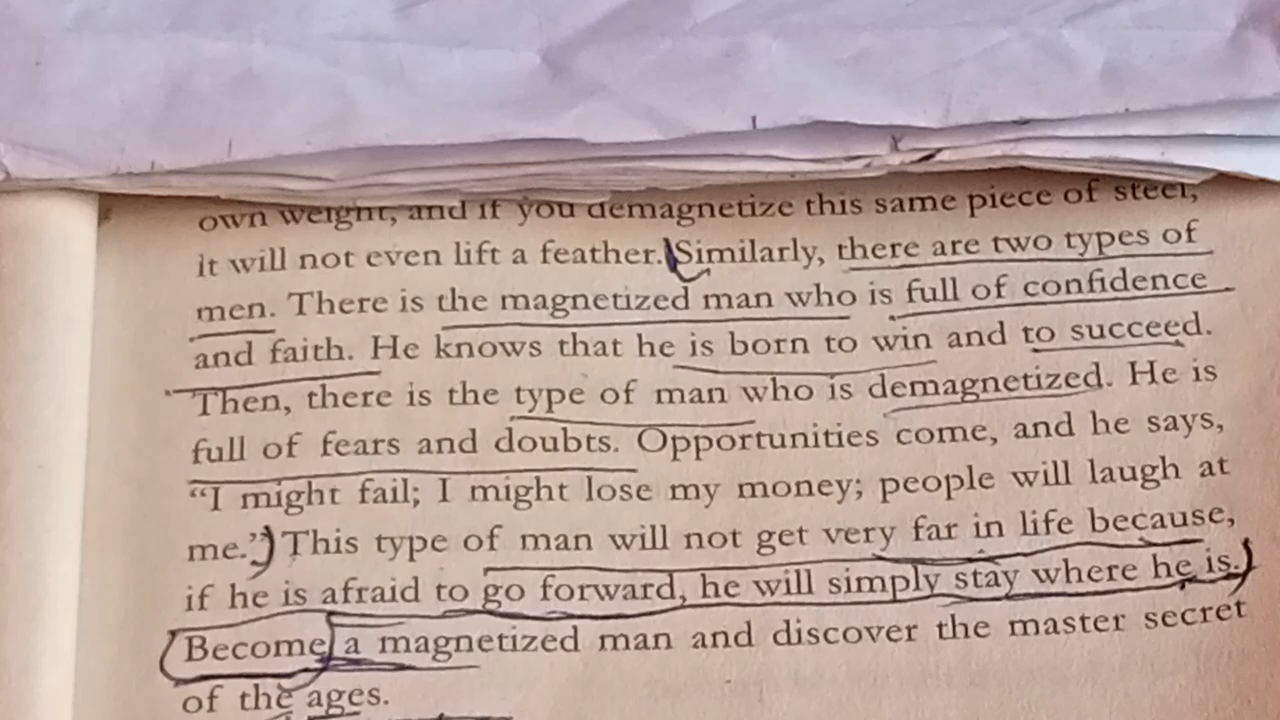 own weight, and if you demagnetize this same piece of steel,
it will not even lift a feather. Similarly, there are two types of
men. There is the magnetized man who is full of confidence
and faith. He knows that he is born to win and to succeed.
Then, there is the type of man who is demagnetized. He is
full of fears and doubts. Opportunities come, and he says,
“I might fail; I might lose my money; people will laugh at
me.” This type of man will not get very far in life because,
if he is afraid to go forward, he will simply stay where he is.
Become a magnetized man and discover the master secret
of the ages.